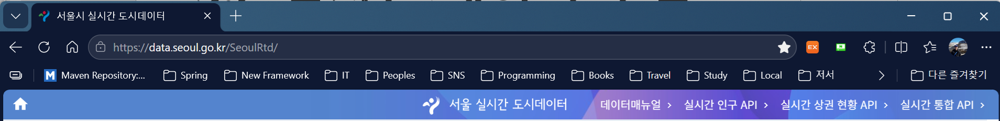 서울시 실시간 도시데이터
https://data.seoul.go.kr/SeoulRtd/
EX
N
M Maven Repository:... Spring New Framework IT Peoples SNS Programming Books Travel Study Local 저서 다른 즐겨찾기
서울 실시간 도시데이터 데이터매뉴얼 실시간 인구 API 실시간 상권 현황 API 실시간 통합 API